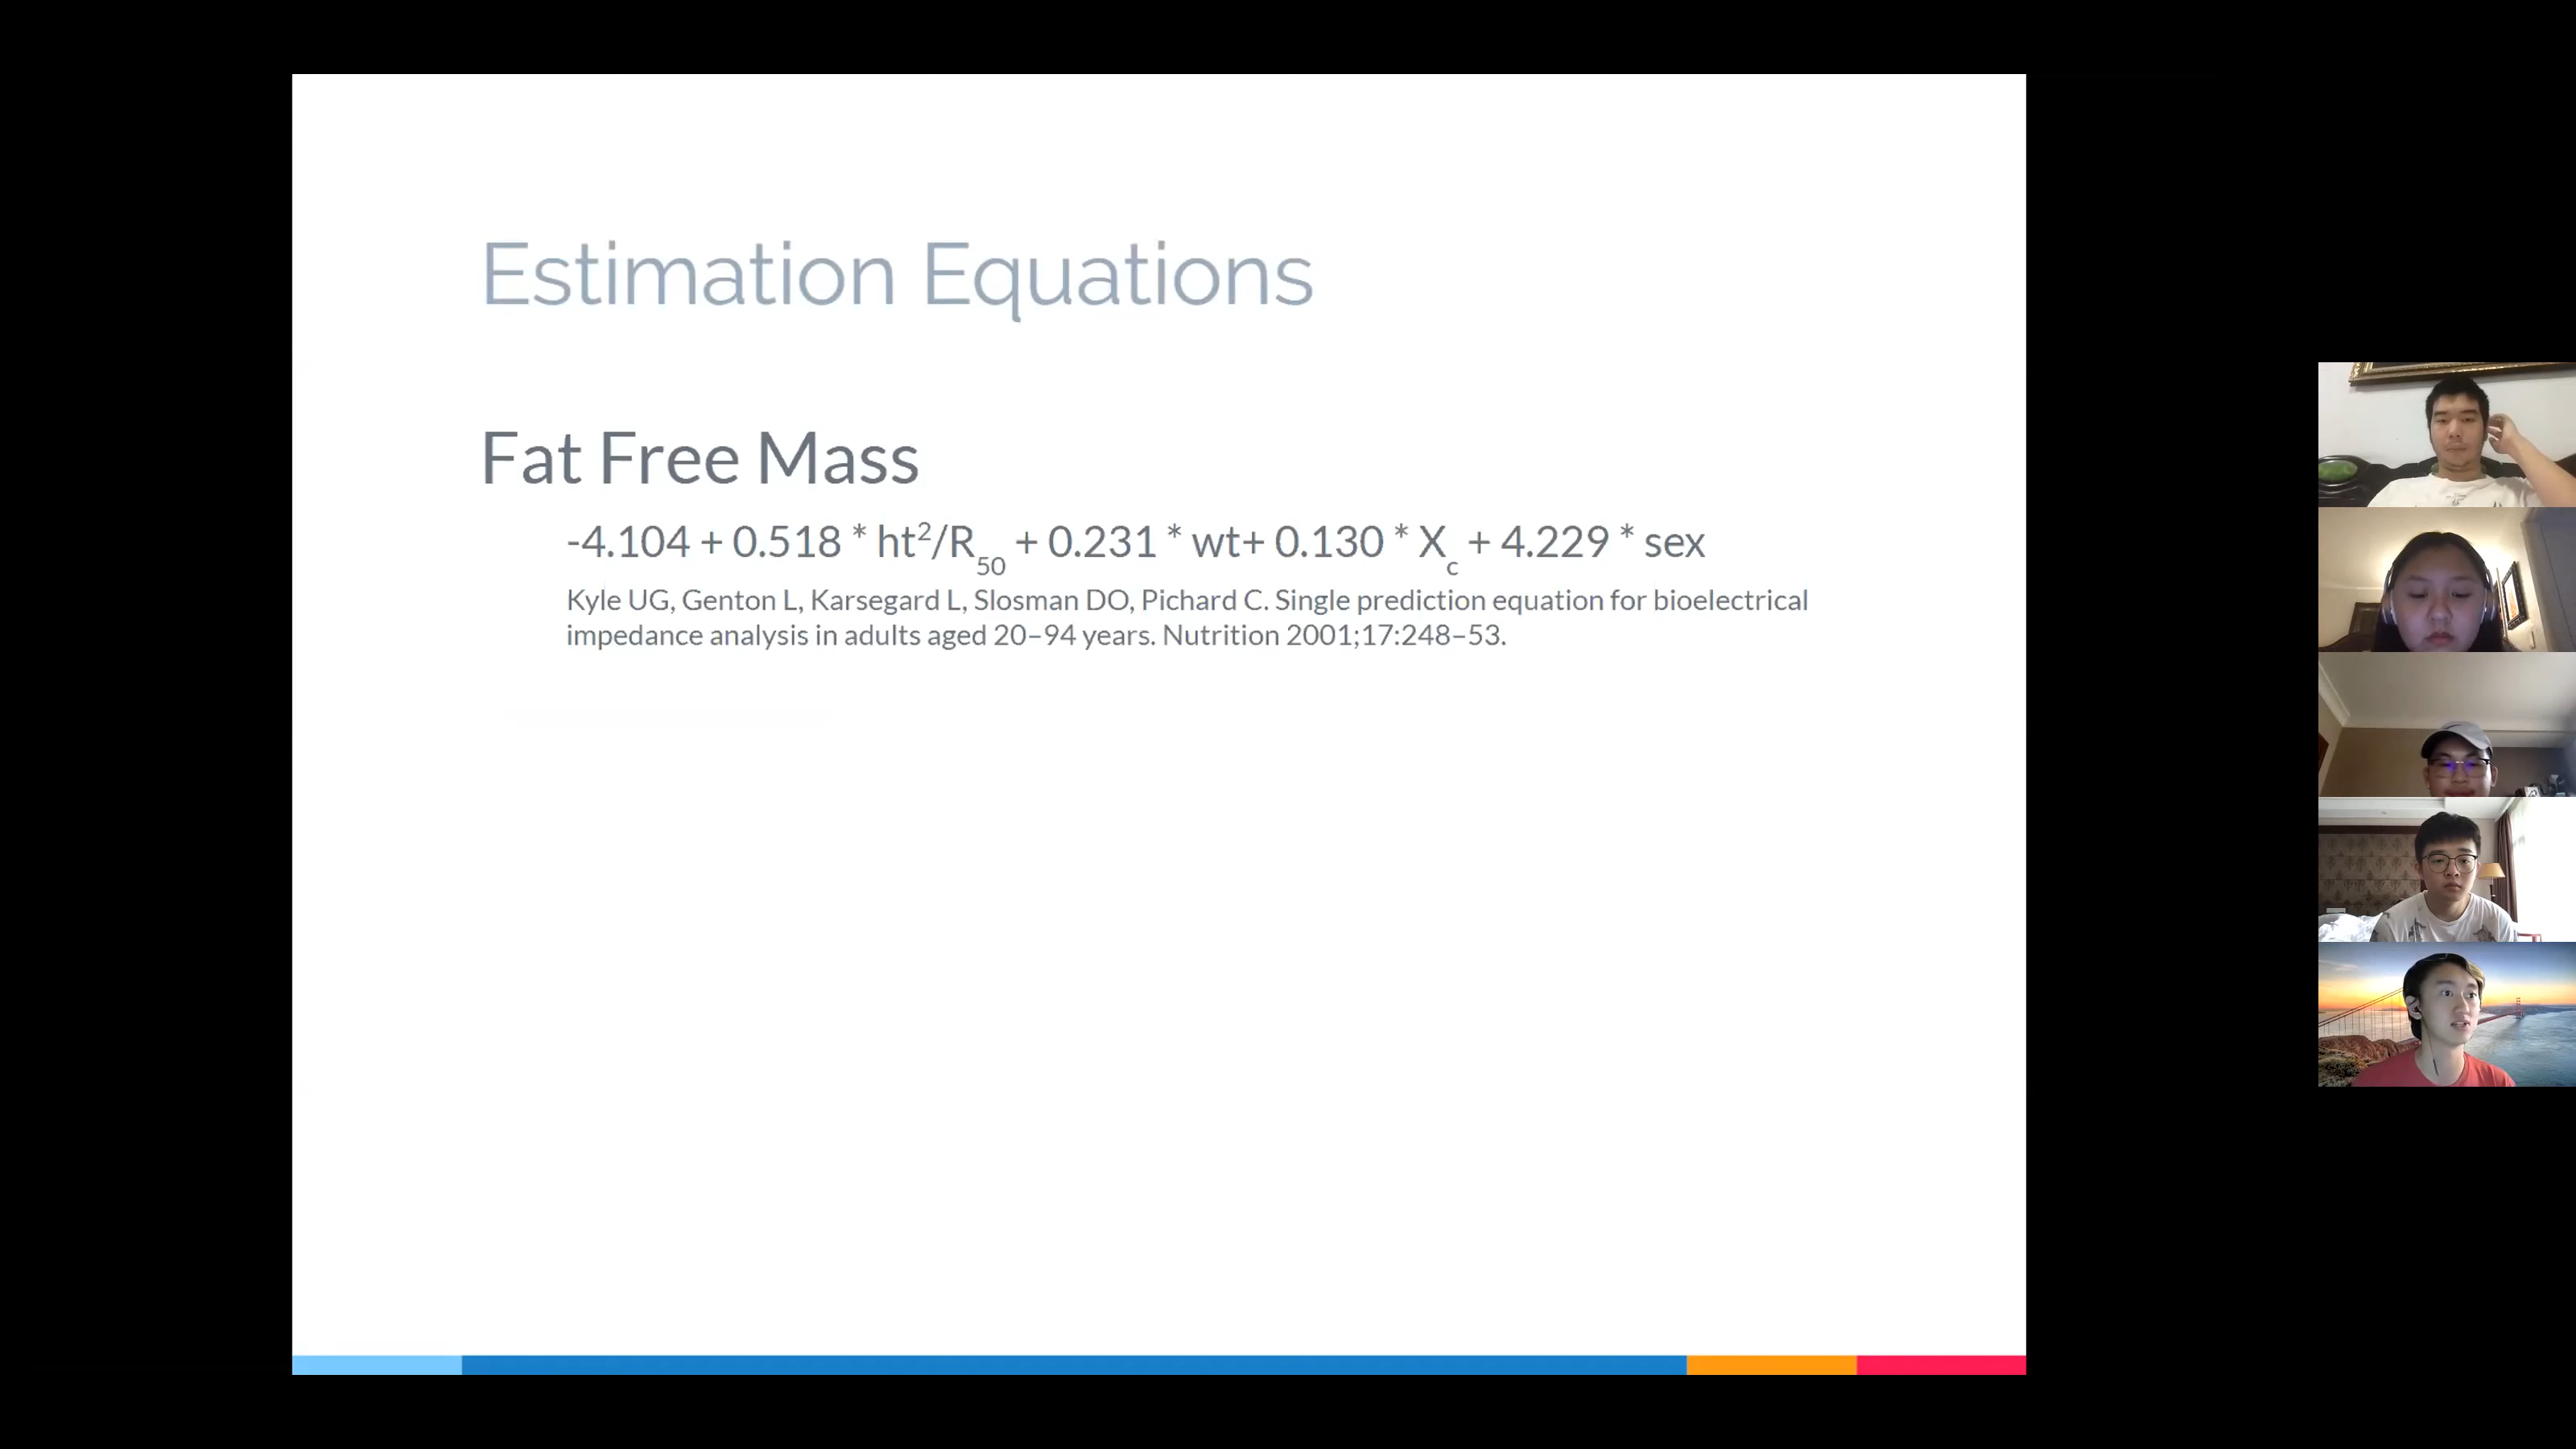 Estimation Equations
Fat Free Mass
-4.104 + 0.518 * ht²/R₅₀ + 0.231 * wt+ 0.130 * X꜀ + 4.229 * sex
Kyle UG, Genton L, Karsegard L, Slosman DO, Pichard C. Single prediction equation for bioelectrical
impedance analysis in adults aged 20–94 years. Nutrition 2001;17:248–53.